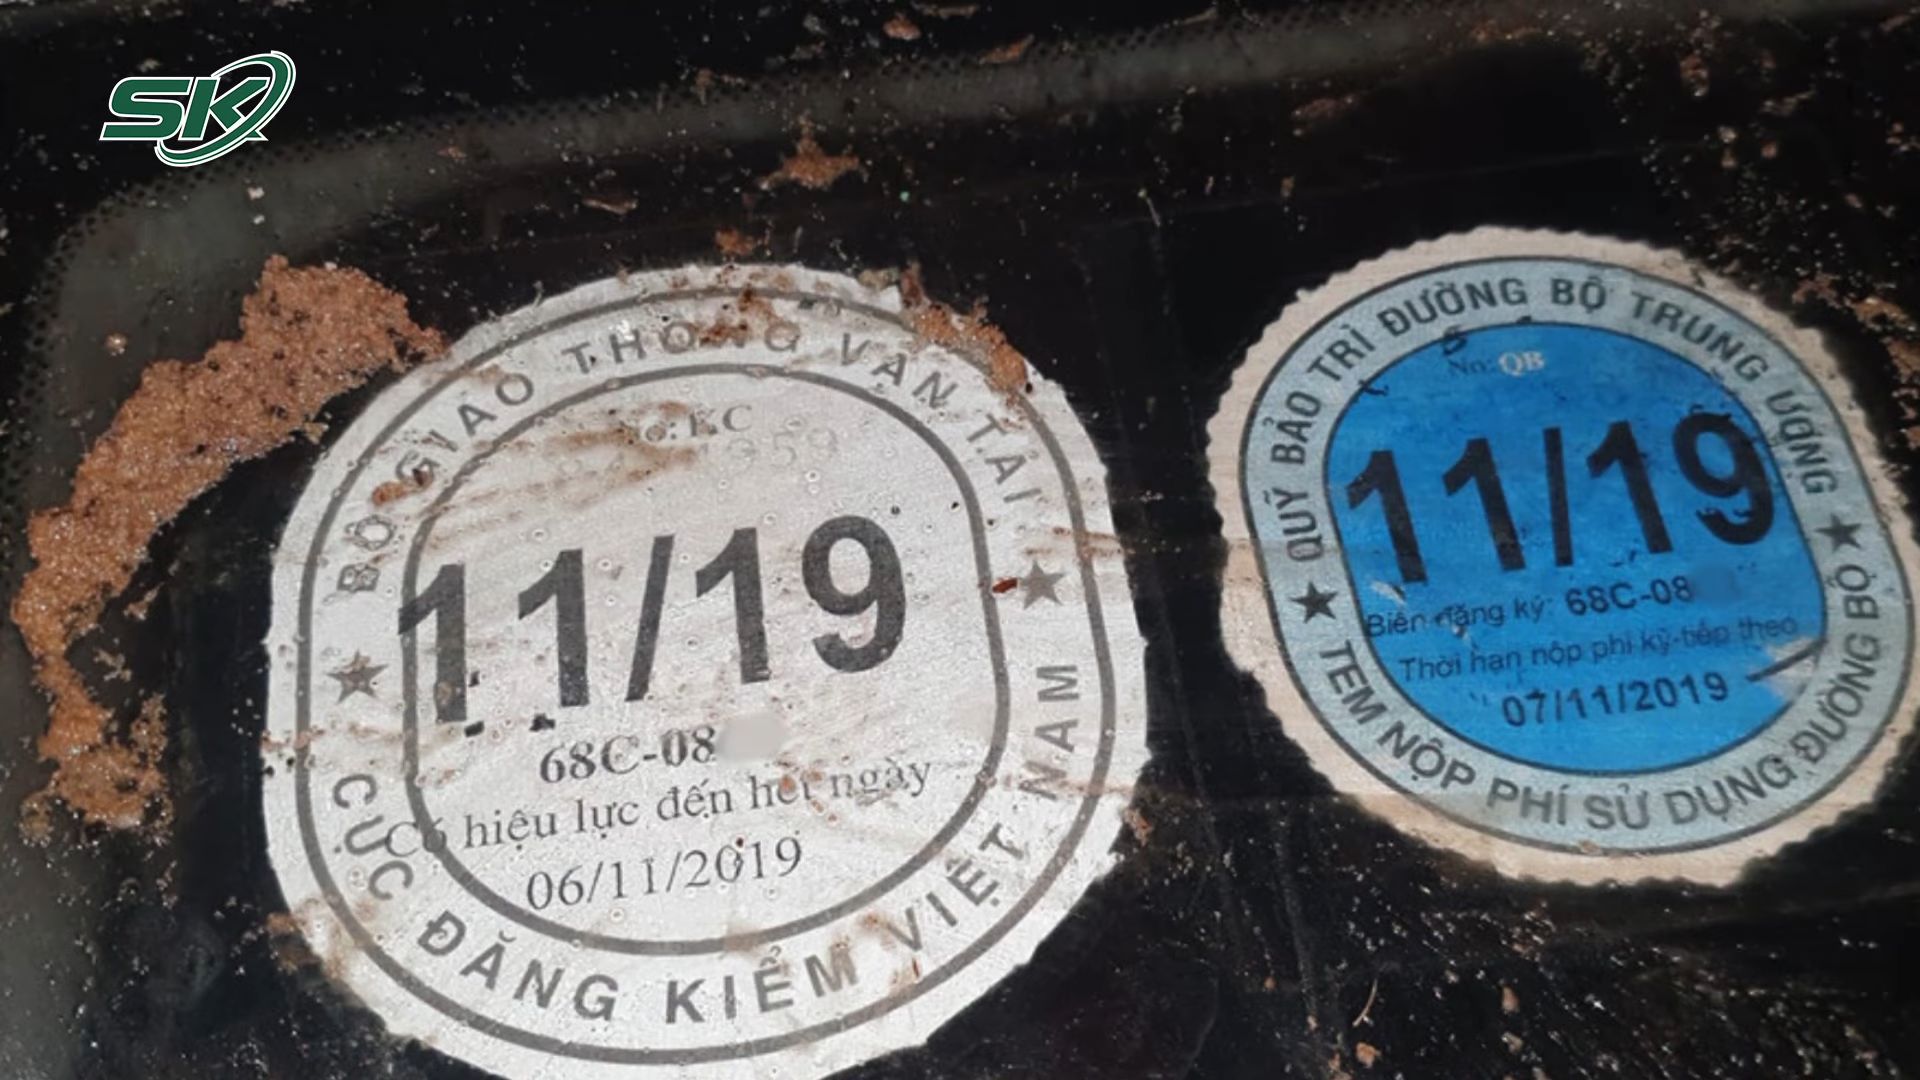 SK
BỘ GIAO THÔNG VẬN TẢI
KC
959
11/19
68C-08
Có hiệu lực đến hết ngày
06/11/2019
CỤC ĐĂNG KIỂM VIỆT NAM
QUỸ BẢO TRÌ ĐƯỜNG BỘ TRUNG ƯƠNG
No: QB
11/19
Biển đăng ký: 68C-08
Thời hạn nộp phí kỳ tiếp theo
07/11/2019
TEM NỘP PHÍ SỬ DỤNG ĐƯỜNG BỘ